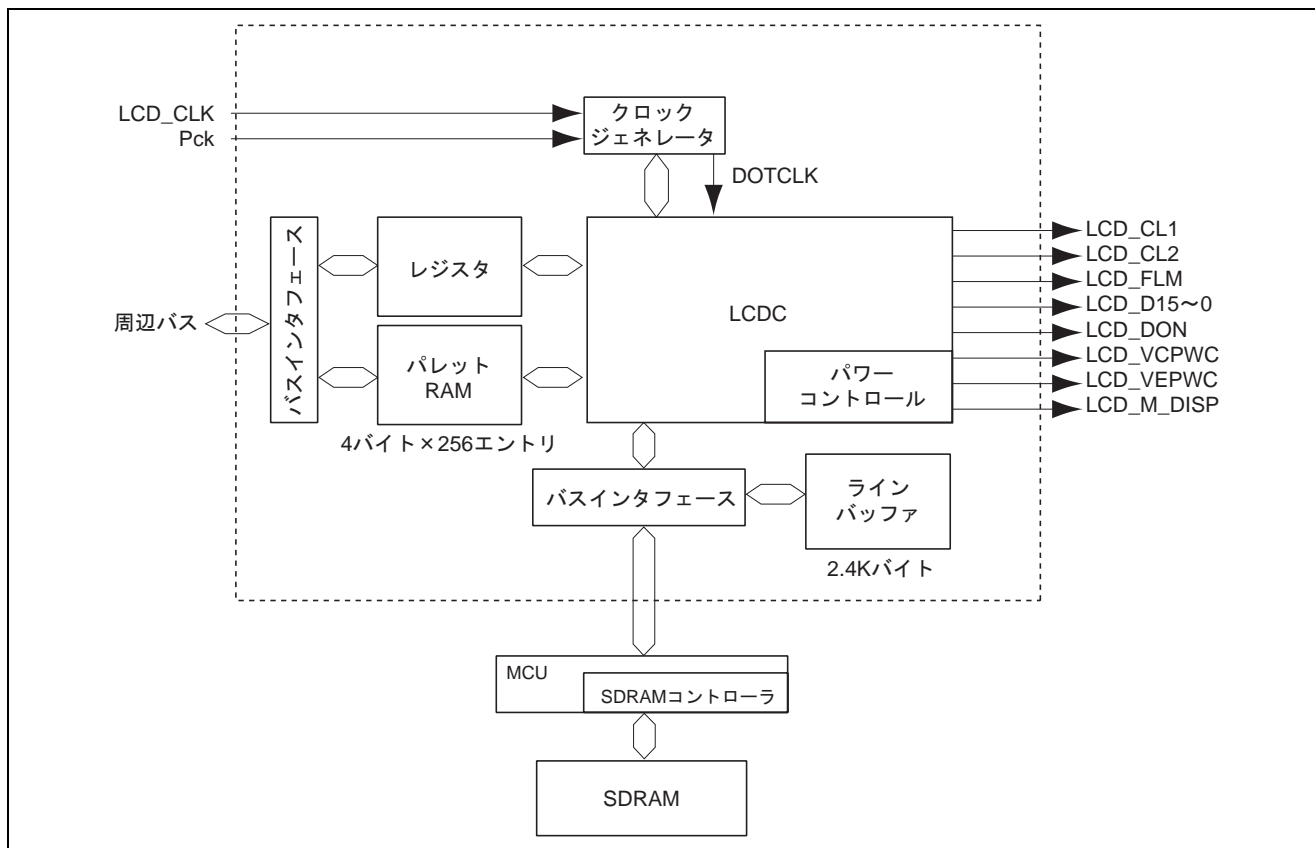 LCD_CLK
Pck
クロック
ジェネレータ
DOTCLK
周辺バス
バスインタフェース
レジスタ
パレット
RAM
4バイト×256エントリ
LCDC
パワー
コントロール
LCD_CL1
LCD_CL2
LCD_FLM
LCD_D15～0
LCD_DON
LCD_VCPWC
LCD_VEPWC
LCD_M_DISP
バスインタフェース
ライン
バッファ
2.4Kバイト
MCU
SDRAMコントローラ
SDRAM